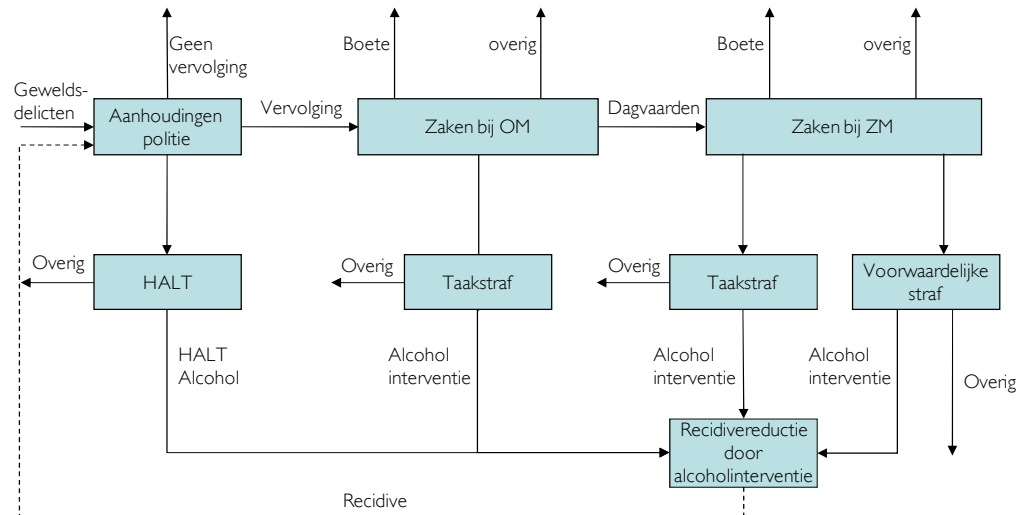 Geen
vervolging
Boete
overig
Boete
overig
Gewelds-
delicten
Aanhoudingen
politie
Vervolging
Zaken bij OM
Dagvaarden
Zaken bij ZM
Overig
HALT
Overig
Taakstraf
Overig
Taakstraf
Voorwaardelijke
straf
HALT
Alcohol
Alcohol
interventie
Alcohol
interventie
Alcohol
interventie
Overig
Recidivereductie
door
alcoholinterventie
Recidive